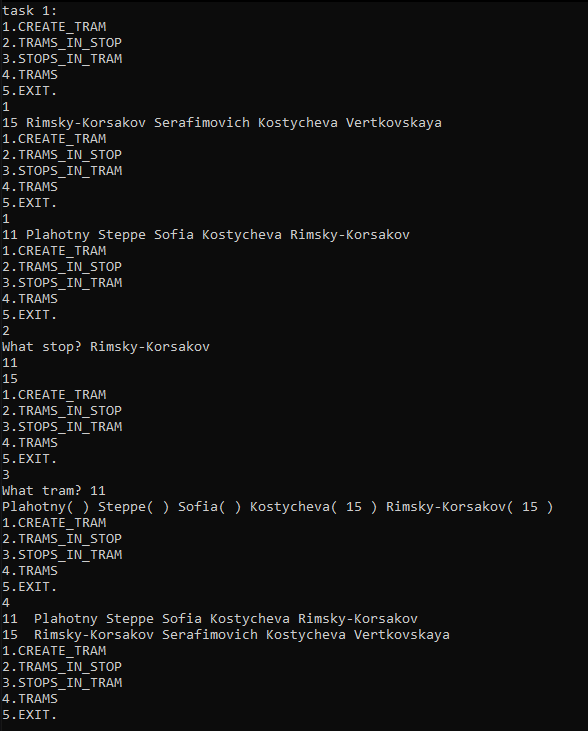 task 1:
1.CREATE_TRAM
2.TRAMS_IN_STOP
3.STOPS_IN_TRAM
4.TRAMS
5.EXIT.
1
15 Rimsky-Korsakov Serafimovich Kostycheva Vertkovskaya
1.CREATE_TRAM
2.TRAMS_IN_STOP
3.STOPS_IN_TRAM
4.TRAMS
5.EXIT.
1
11 Plahotny Steppe Sofia Kostycheva Rimsky-Korsakov
1.CREATE_TRAM
2.TRAMS_IN_STOP
3.STOPS_IN_TRAM
4.TRAMS
5.EXIT.
2
What stop? Rimsky-Korsakov
11
15
1.CREATE_TRAM
2.TRAMS_IN_STOP
3.STOPS_IN_TRAM
4.TRAMS
5.EXIT.
3
What tram? 11
Plahotny( ) Steppe( ) Sofia( ) Kostycheva( 15 ) Rimsky-Korsakov( 15 )
1.CREATE_TRAM
2.TRAMS_IN_STOP
3.STOPS_IN_TRAM
4.TRAMS
5.EXIT.
4
11  Plahotny Steppe Sofia Kostycheva Rimsky-Korsakov
15  Rimsky-Korsakov Serafimovich Kostycheva Vertkovskaya
1.CREATE_TRAM
2.TRAMS_IN_STOP
3.STOPS_IN_TRAM
4.TRAMS
5.EXIT.